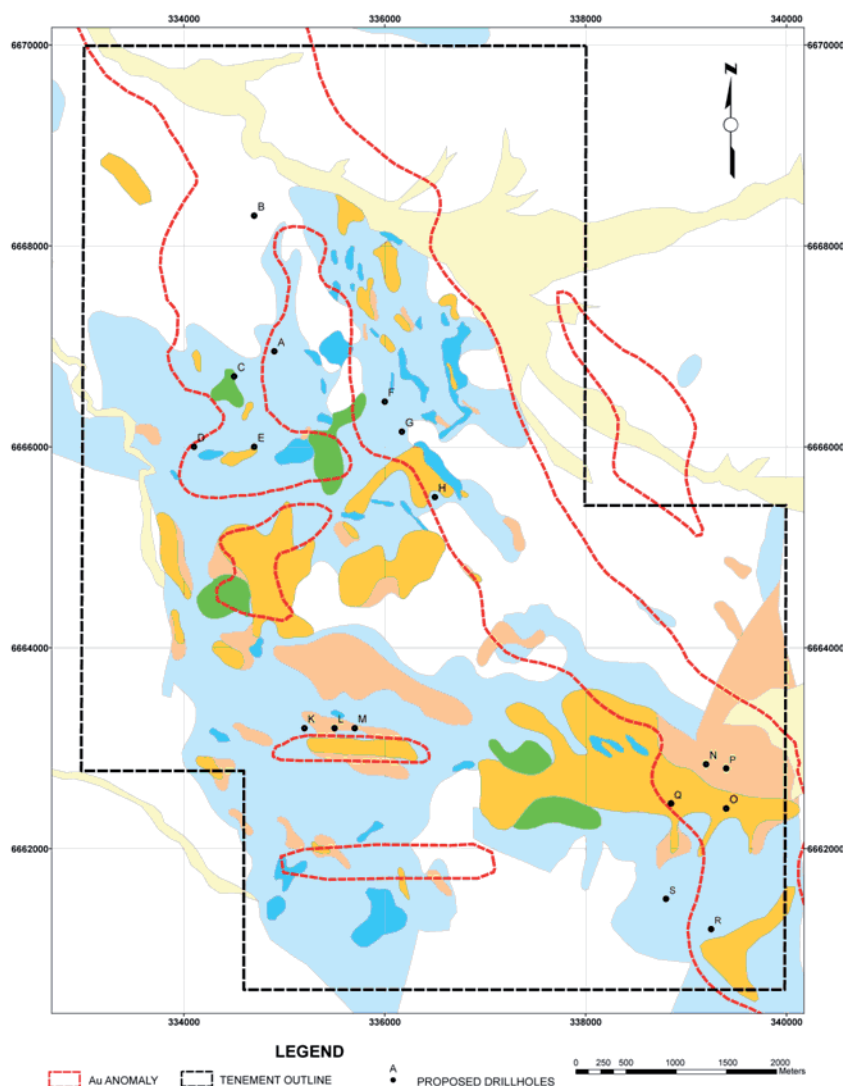 334000 336000 338000 340000
6670000 6670000
N
B
6668000 6668000
A
C
F
G
D E
6666000 6666000
H
6664000 6664000
K L M
N P
Q O
6662000 6662000
S
R
334000 336000 338000 340000
LEGEND
A
0 250 500 1000 1500 2000
Au ANOMALY TENEMENT OUTLINE PROPOSED DRILLHOLES Meters